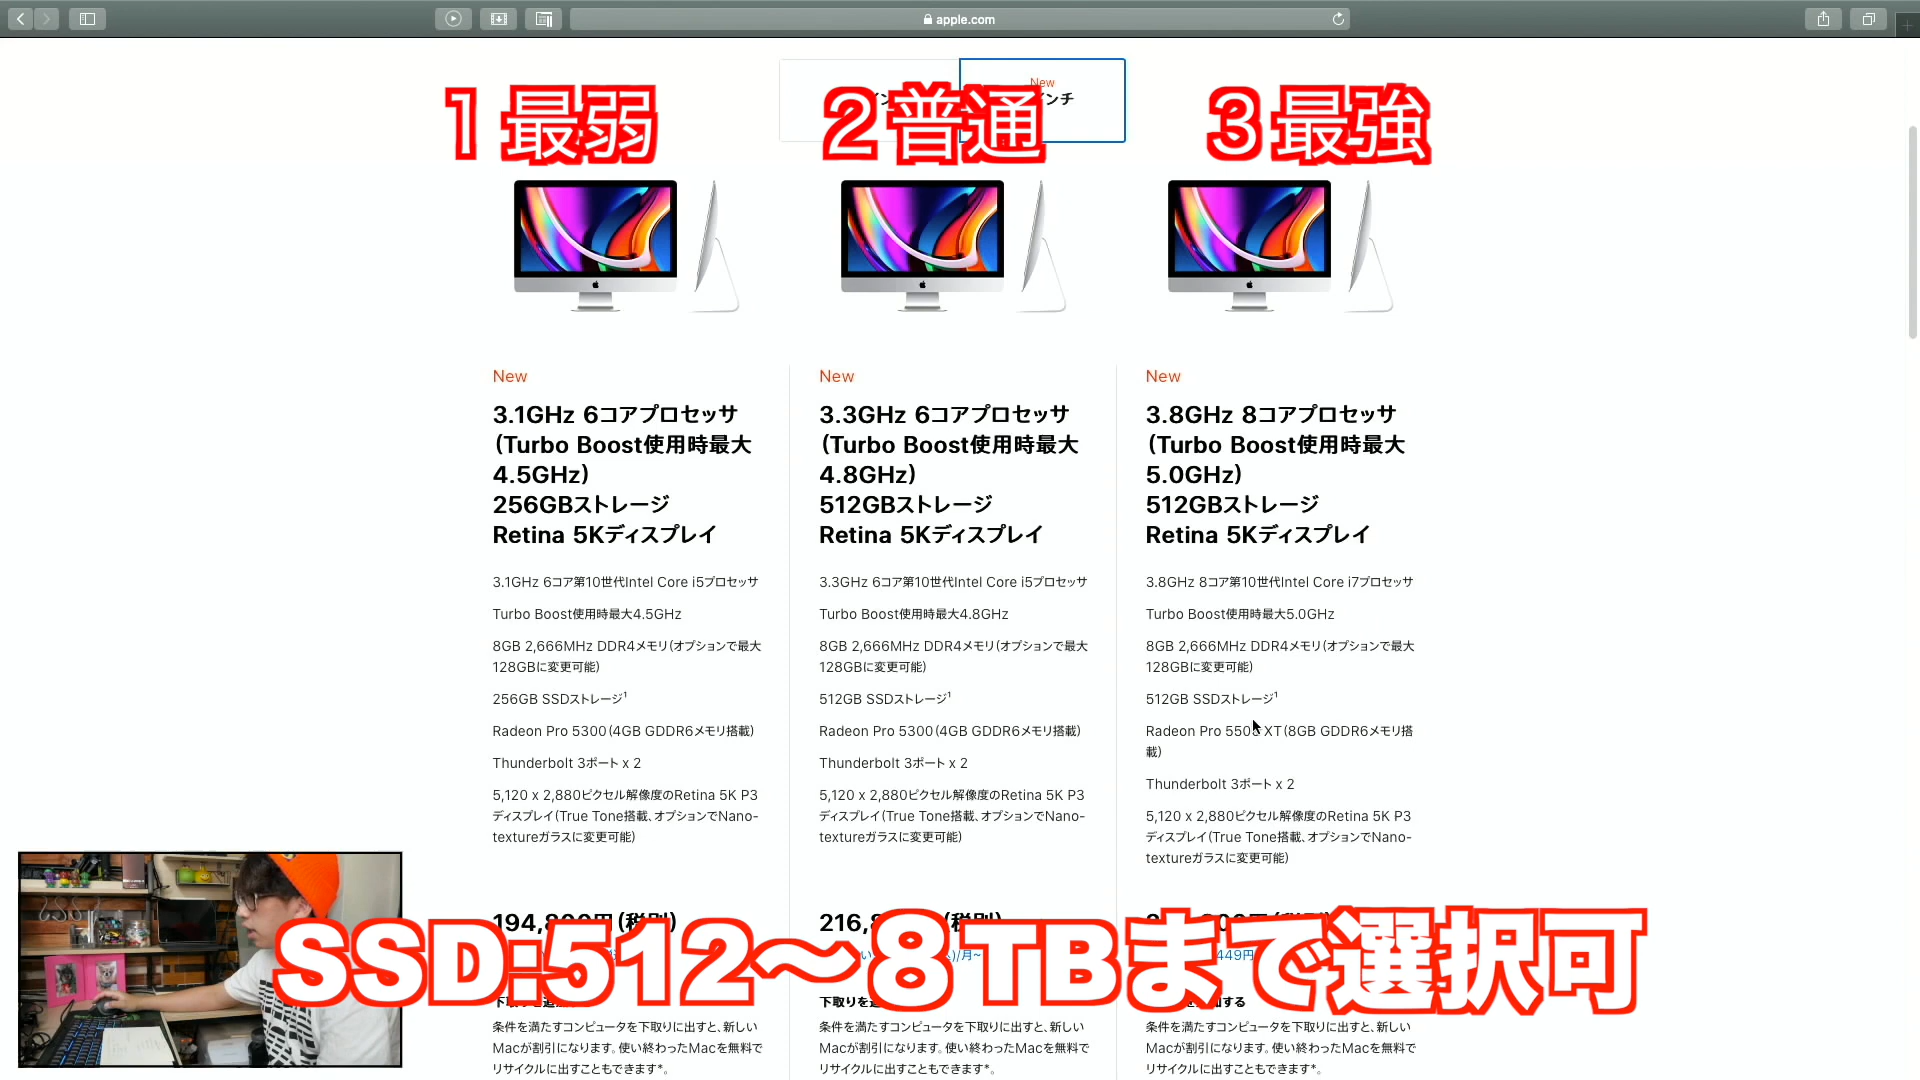 apple.com
New
ンチ
1最弱
2普通
3最強
New
3.1GHz 6コアプロセッサ
(Turbo Boost使用時最大
4.5GHz)
256GBストレージ
Retina 5Kディスプレイ
3.1GHz 6コア第10世代Intel Core i5プロセッサ
Turbo Boost使用時最大4.5GHz
8GB 2,666MHz DDR4メモリ(オプションで最大
128GBに変更可能)
256GB SSDストレージ¹
Radeon Pro 5300(4GB GDDR6メモリ搭載)
Thunderbolt 3ポート x 2
5,120 x 2,880ピクセル解像度のRetina 5K P3
ディスプレイ(True Tone搭載、オプションでNano-
textureガラスに変更可能)
194,800円(税別)
条件を満たすコンピュータを下取りに出すと、新しい
Macが割引になります。使い終わったMacを無料で
リサイクルに出すこともできます*。
New
3.3GHz 6コアプロセッサ
(Turbo Boost使用時最大
4.8GHz)
512GBストレージ
Retina 5Kディスプレイ
3.3GHz 6コア第10世代Intel Core i5プロセッサ
Turbo Boost使用時最大4.8GHz
8GB 2,666MHz DDR4メモリ(オプションで最大
128GBに変更可能)
512GB SSDストレージ¹
Radeon Pro 5300(4GB GDDR6メモリ搭載)
Thunderbolt 3ポート x 2
5,120 x 2,880ピクセル解像度のRetina 5K P3
ディスプレイ(True Tone搭載、オプションでNano-
textureガラスに変更可能)
216,8 (税別)
)/月~
下取りを
条件を満たすコンピュータを下取りに出すと、新しい
Macが割引になります。使い終わったMacを無料で
リサイクルに出すこともできます*。
New
3.8GHz 8コアプロセッサ
(Turbo Boost使用時最大
5.0GHz)
512GBストレージ
Retina 5Kディスプレイ
3.8GHz 8コア第10世代Intel Core i7プロセッサ
Turbo Boost使用時最大5.0GHz
8GB 2,666MHz DDR4メモリ(オプションで最大
128GBに変更可能)
512GB SSDストレージ¹
Radeon Pro 5500 XT(8GB GDDR6メモリ搭
載)
Thunderbolt 3ポート x 2
5,120 x 2,880ピクセル解像度のRetina 5K P3
ディスプレイ(True Tone搭載、オプションでNano-
textureガラスに変更可能)
449円
する
条件を満たすコンピュータを下取りに出すと、新しい
Macが割引になります。使い終わったMacを無料で
リサイクルに出すこともできます*。
SSD:512〜8TBまで選択可